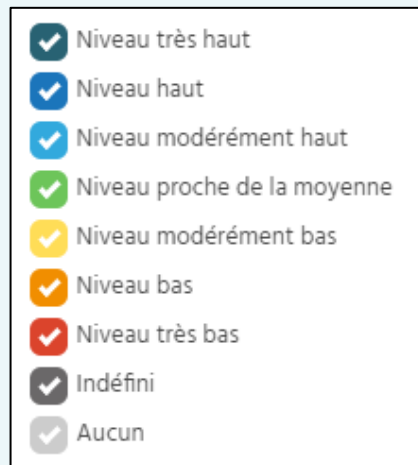 Niveau très haut
Niveau haut
Niveau modérément haut
Niveau proche de la moyenne
Niveau modérément bas
Niveau bas
Niveau très bas
Indéfini
Aucun